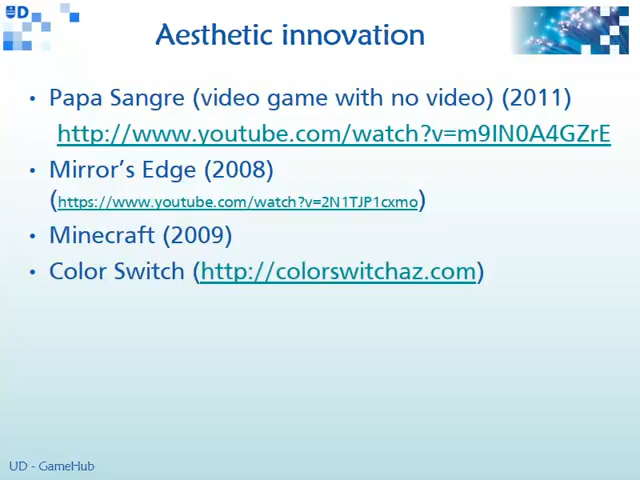 UD
Aesthetic innovation
• Papa Sangre (video game with no video) (2011)
http://www.youtube.com/watch?v=m9IN0A4GZrE
• Mirror's Edge (2008)
(https://www.youtube.com/watch?v=2N1TJP1cxmo)
• Minecraft (2009)
• Color Switch (http://colorswitchaz.com)
UD - GameHub